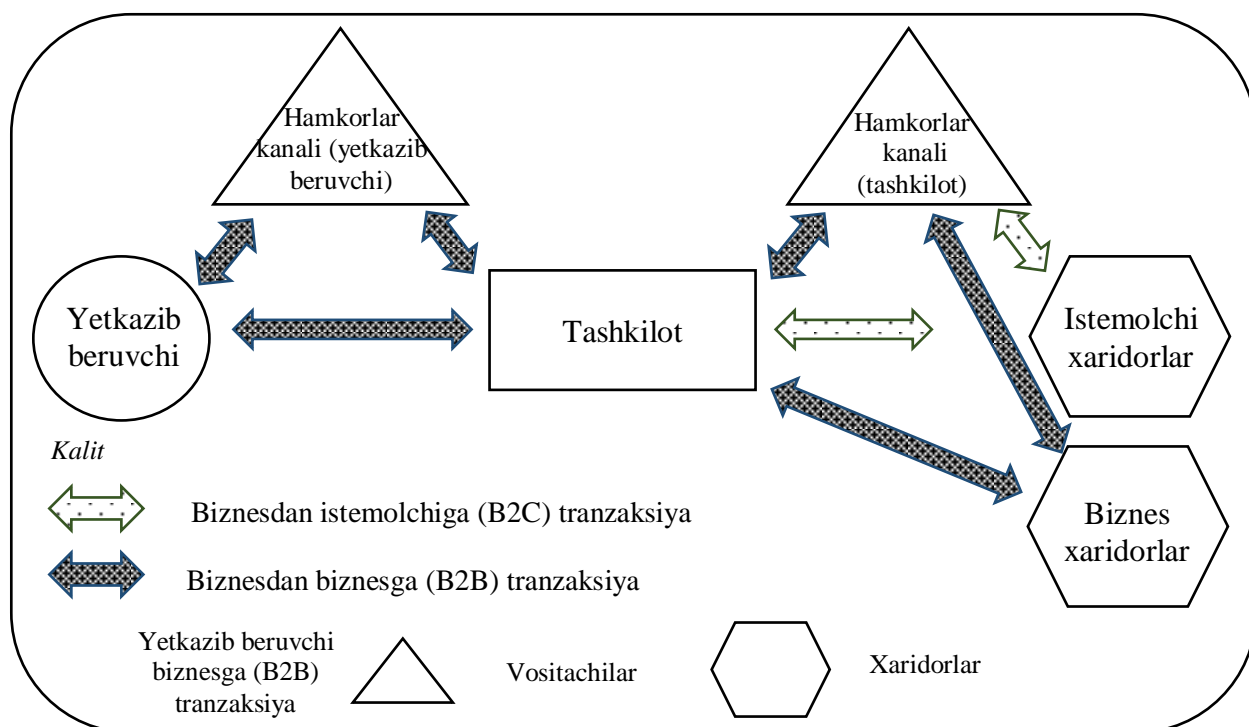 Hamkorlar
kanali (yetkazib
beruvchi)
Hamkorlar
kanali
(tashkilot)
Yetkazib
beruvchi
Tashkilot
Istemolchi
xaridorlar
Biznes
xaridorlar
Kalit
Biznesdan istemolchiga (B2C) tranzaksiya
Biznesdan biznesga (B2B) tranzaksiya
Yetkazib beruvchi
biznesga (B2B)
tranzaksiya
Vositachilar
Xaridorlar